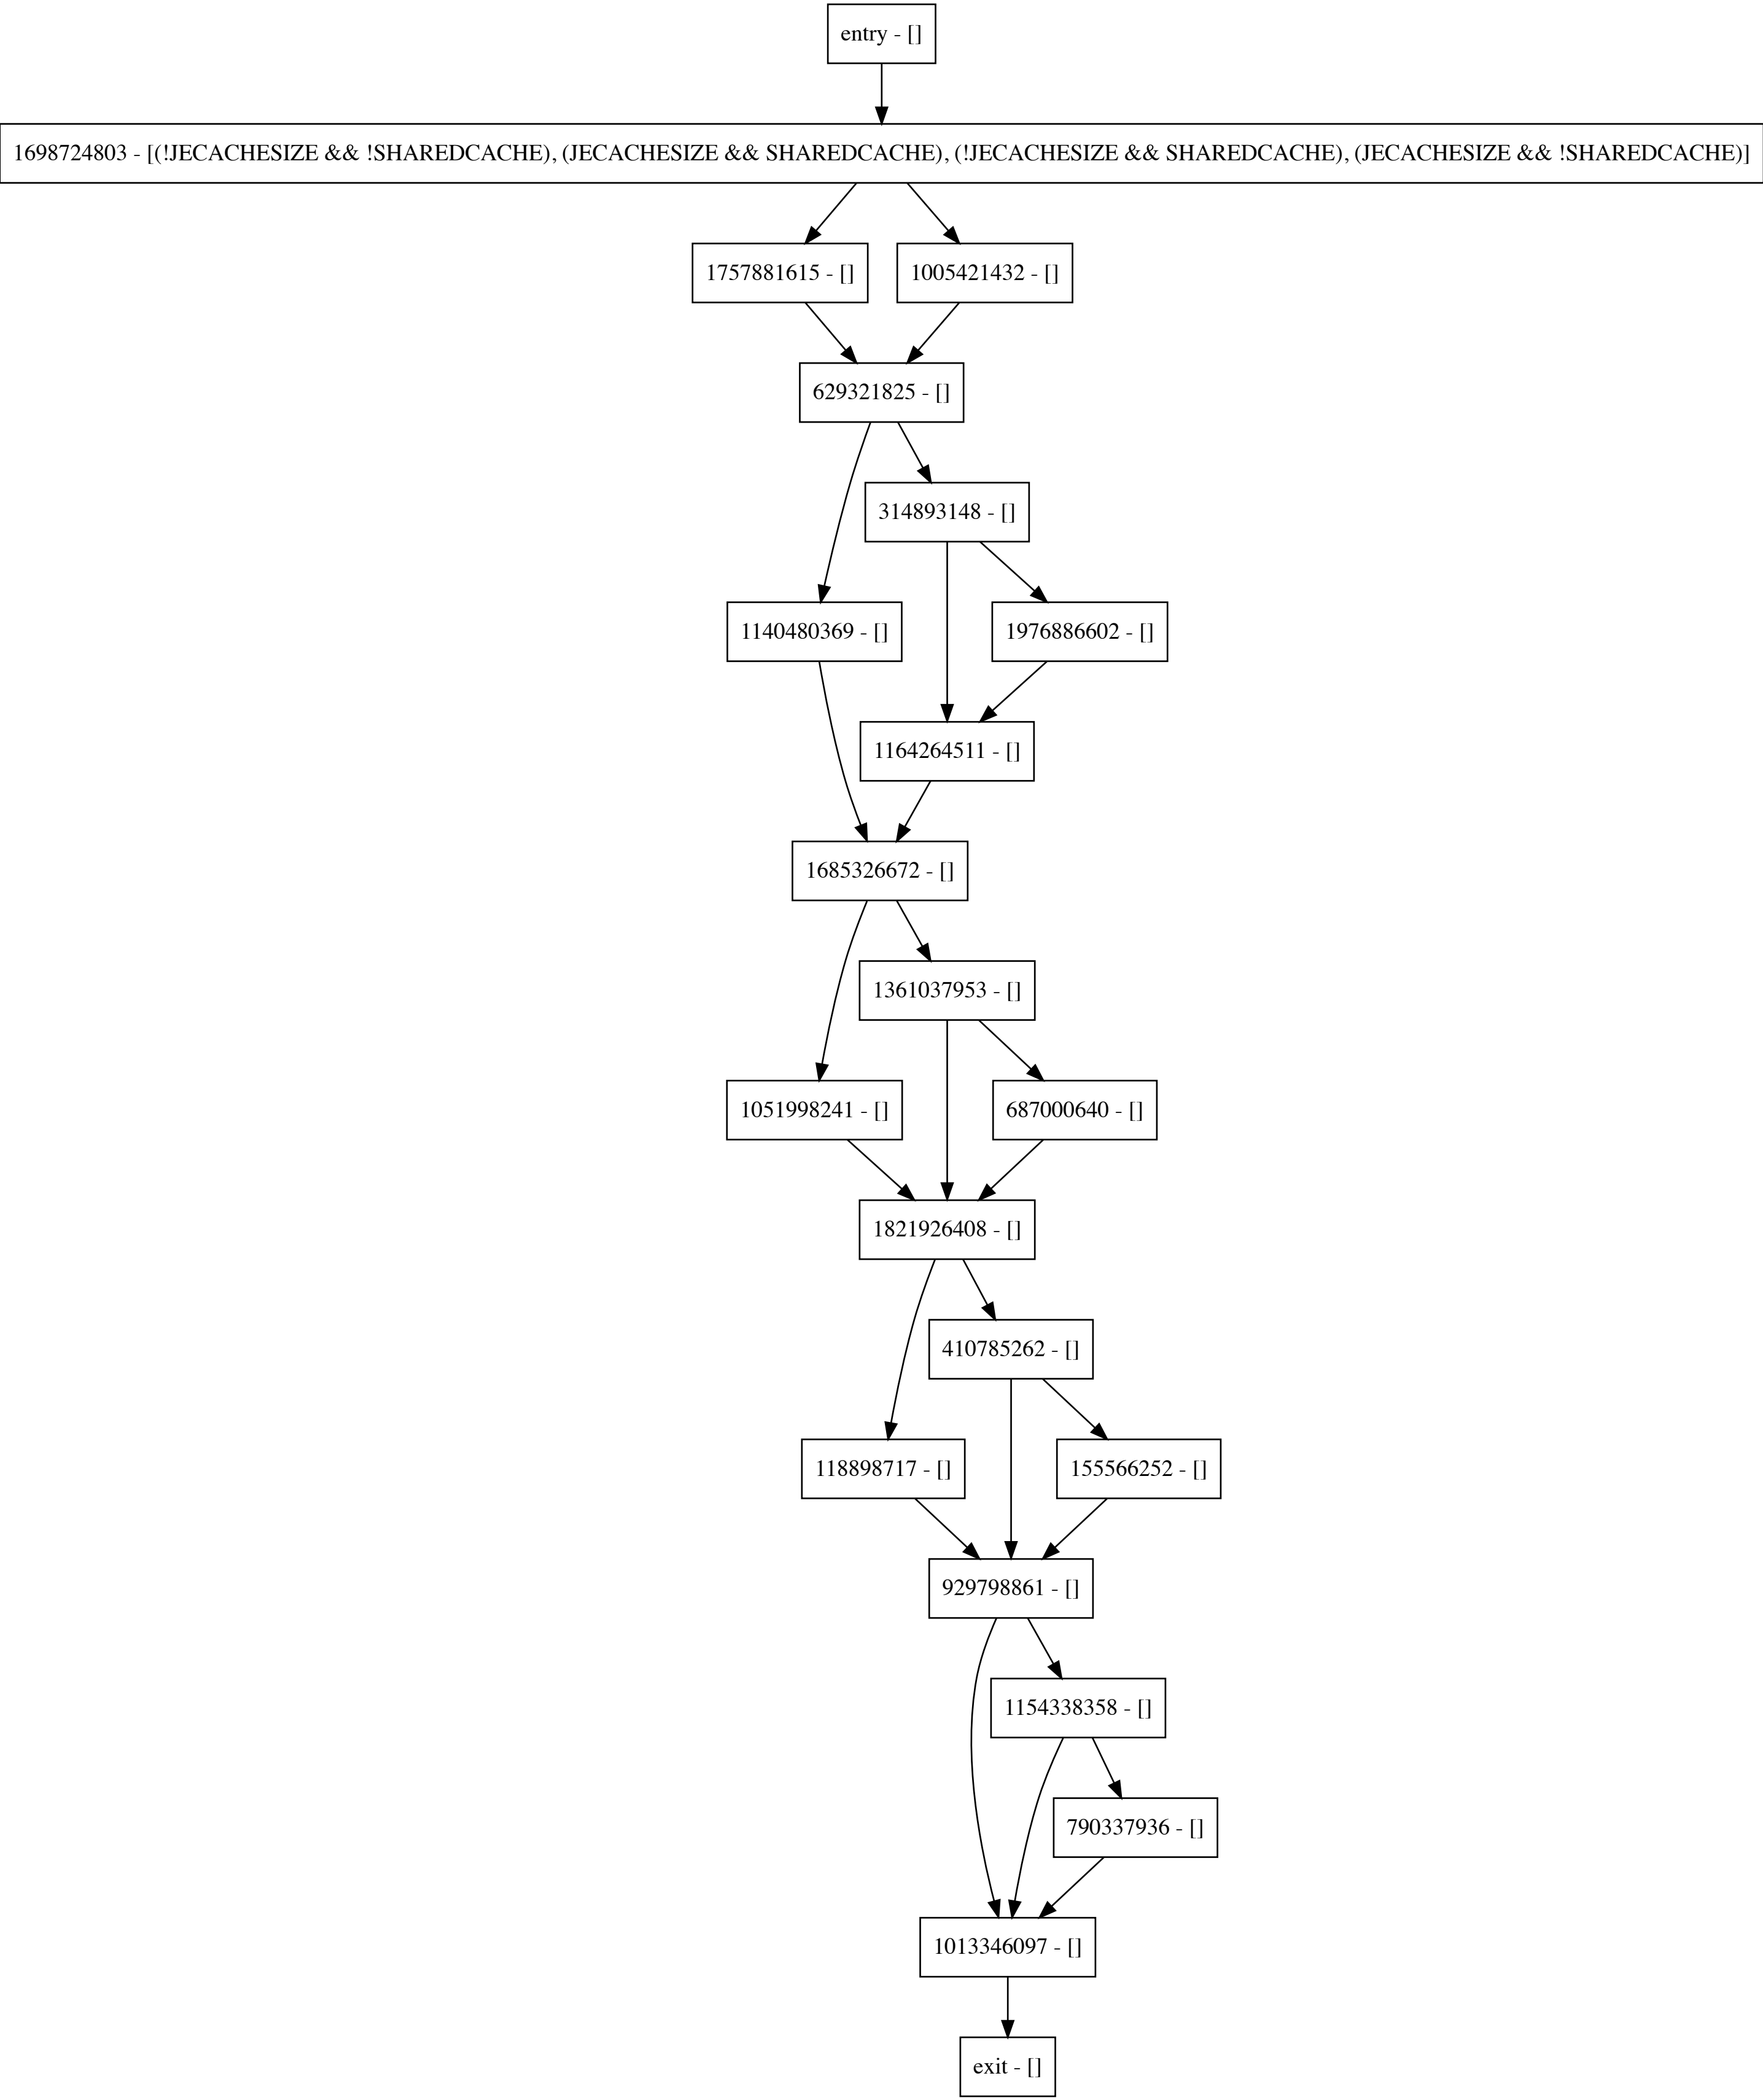 entry - []
1698724803 - [(!JECACHESIZE && !SHAREDCACHE), (JECACHESIZE && SHAREDCACHE), (!JECACHESIZE && SHAREDCACHE), (JECACHESIZE && !SHAREDCACHE)]
1757881615 - []
1005421432 - []
629321825 - []
314893148 - []
1140480369 - []
1976886602 - []
1164264511 - []
1685326672 - []
1361037953 - []
1051998241 - []
687000640 - []
1821926408 - []
410785262 - []
118898717 - []
155566252 - []
929798861 - []
1154338358 - []
790337936 - []
1013346097 - []
exit - []